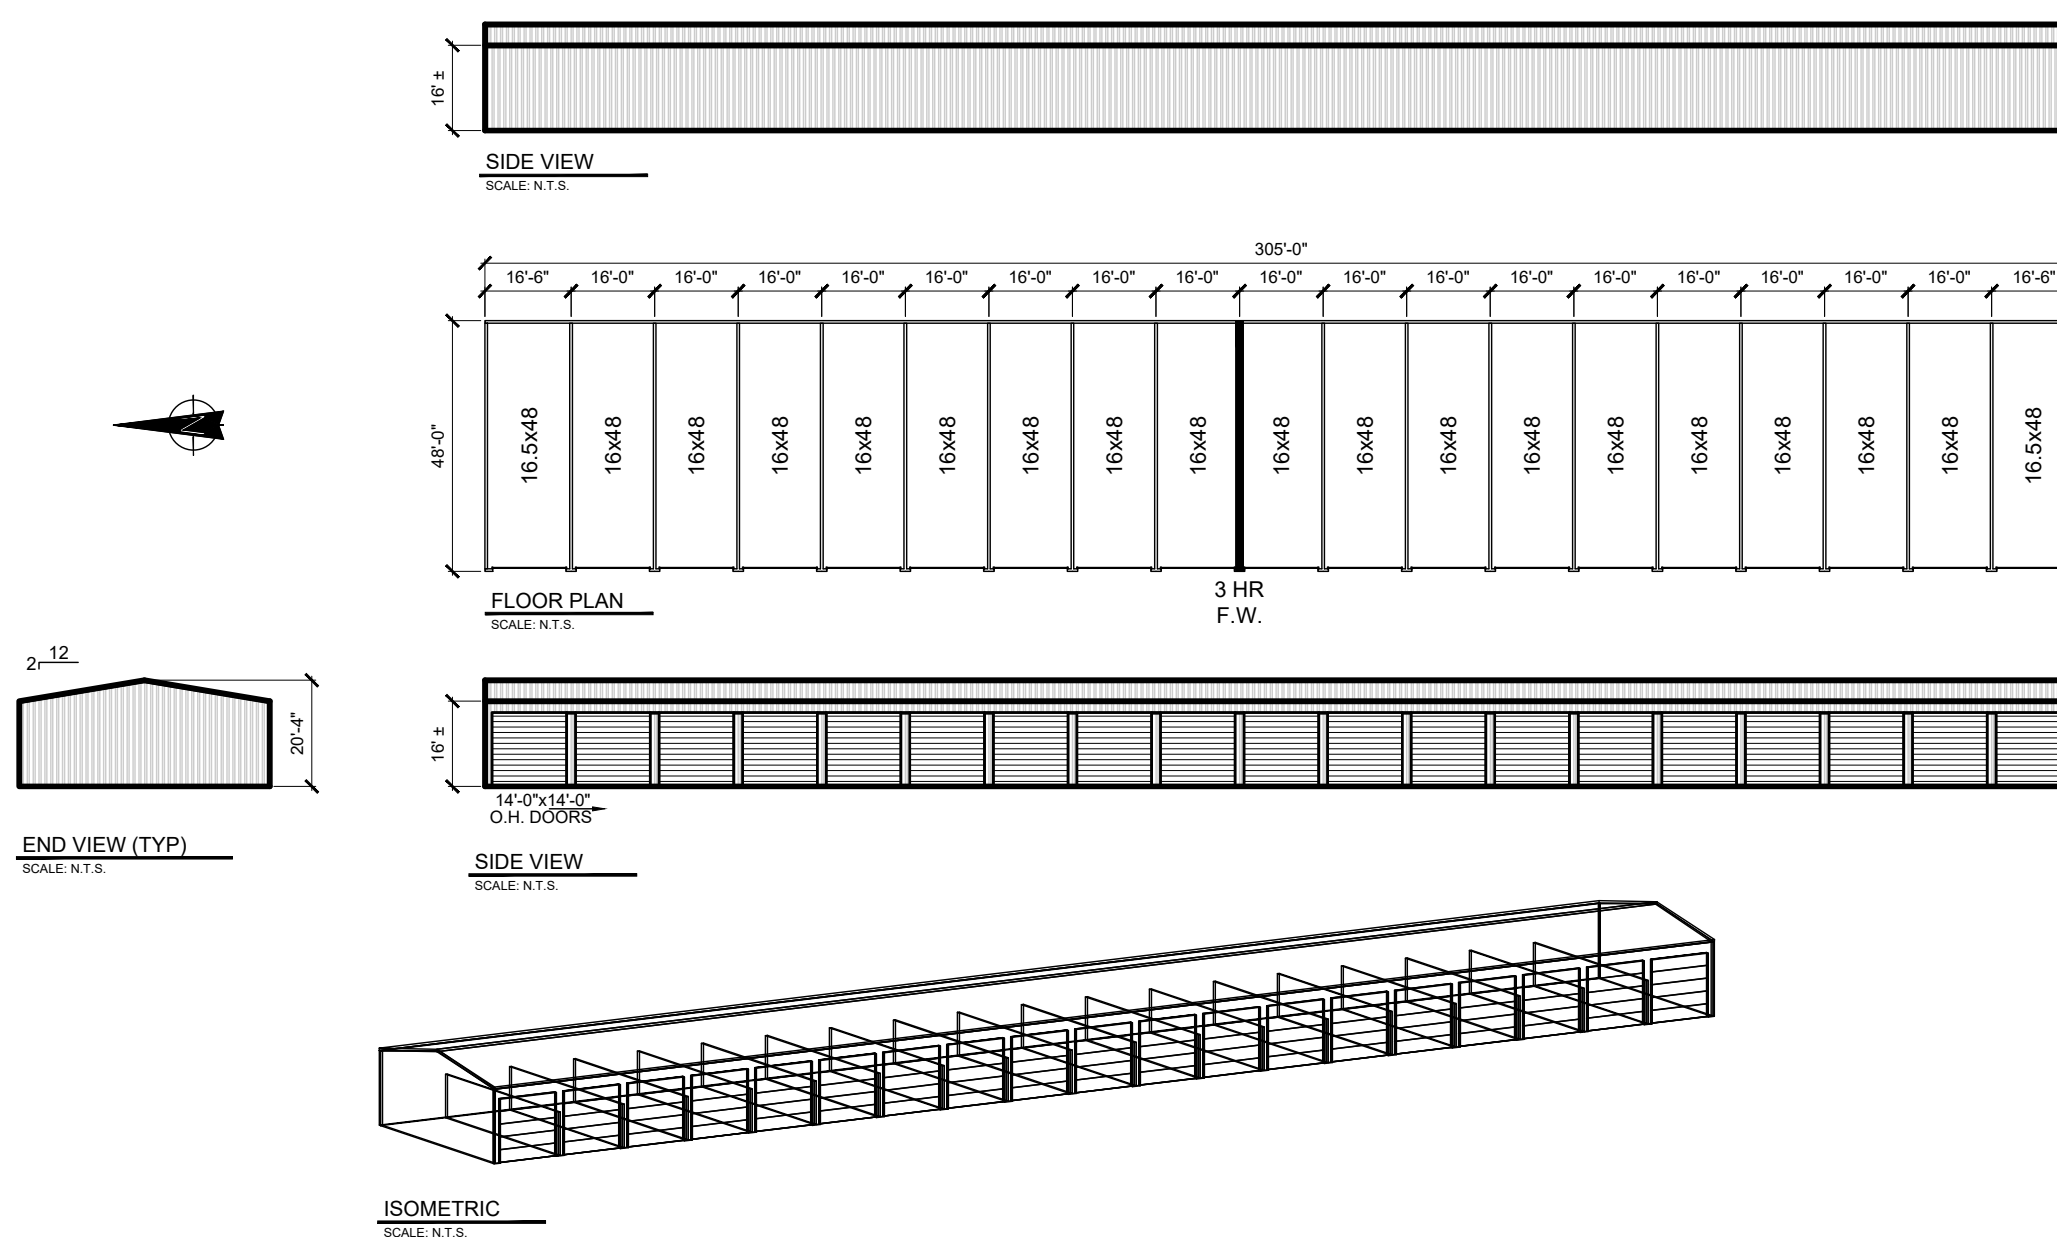 16' ±
SIDE VIEW
SCALE: N.T.S.
305'-0"
16'-6" 16'-0" 16'-0" 16'-0" 16'-0" 16'-0" 16'-0" 16'-0" 16'-0" 16'-0" 16'-0" 16'-0" 16'-0" 16'-0" 16'-0" 16'-0" 16'-0" 16'-0" 16'-6"
48'-0"
16.5x48 16x48 16x48 16x48 16x48 16x48 16x48 16x48 16x48 16x48 16x48 16x48 16x48 16x48 16x48 16x48 16x48 16x48 16.5x48
N
3 HR
F.W.
FLOOR PLAN
SCALE: N.T.S.
12
2
20'-4"
END VIEW (TYP)
SCALE: N.T.S.
16' ±
14'-0"x14'-0"
O.H. DOORS
SIDE VIEW
SCALE: N.T.S.
ISOMETRIC
SCALE: N.T.S.